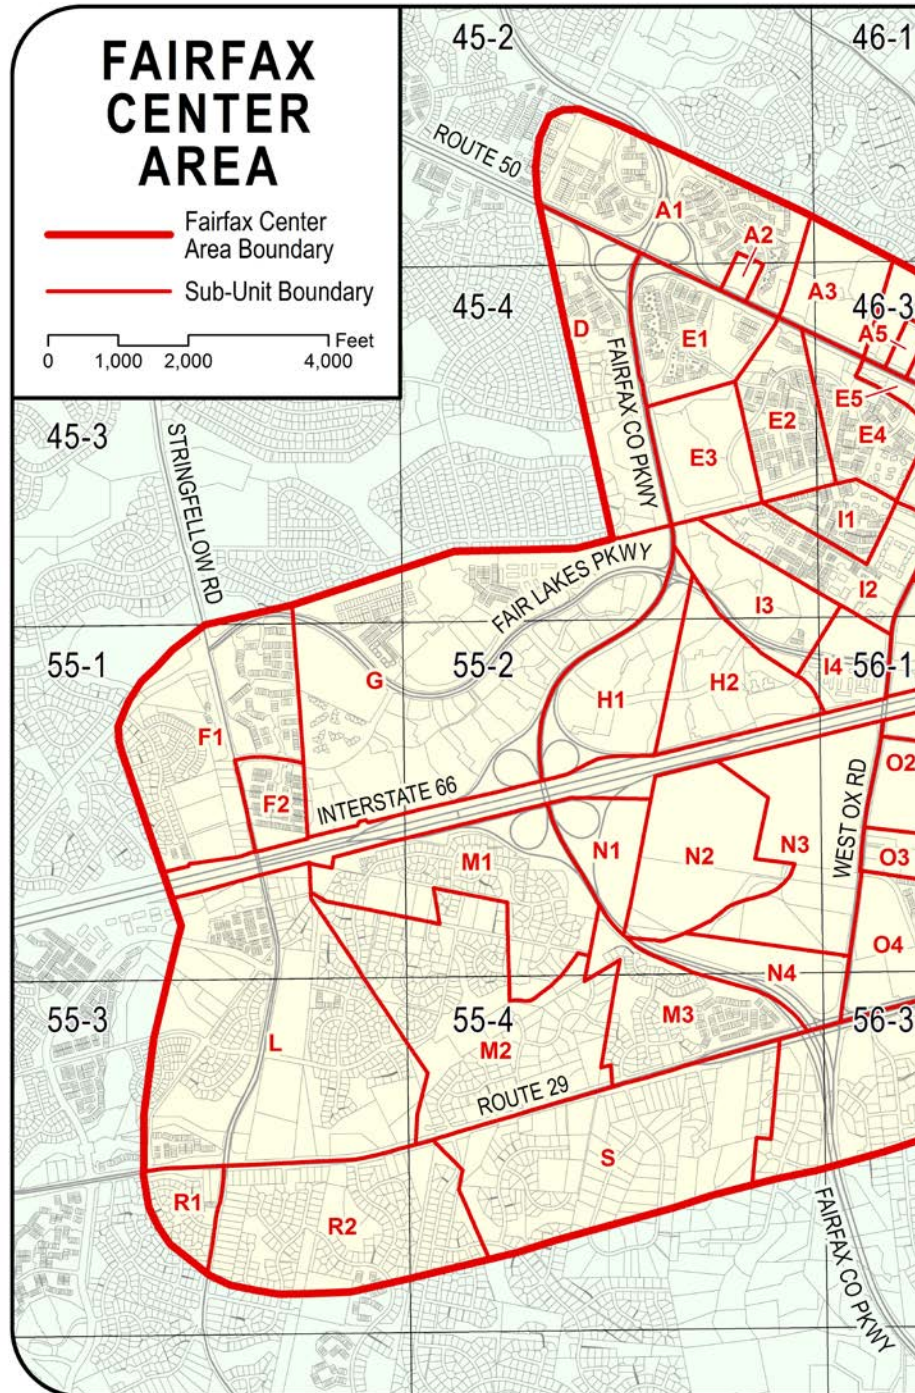 FAIRFAX
CENTER
AREA
Fairfax Center
Area Boundary
Sub-Unit Boundary
Feet
0 1,000 2,000 4,000
45-2
46-1
ROUTE 50
A1
A2
A3
45-4
46-3
D
E1
A5
FAIRFAX CO PKWY
E5
E2
E4
45-3
STRINGFELLOW RD
E3
I1
FAIR LAKES PKWY
I2
I3
55-1
55-2
I4
56-1
G
H1
H2
F1
O2
INTERSTATE 66
F2
WEST OX RD
N1
N2
N3
O3
M1
O4
N4
55-3
55-4
M3
56-3
L
M2
ROUTE 29
S
R1
R2
FAIRFAX CO PKWY